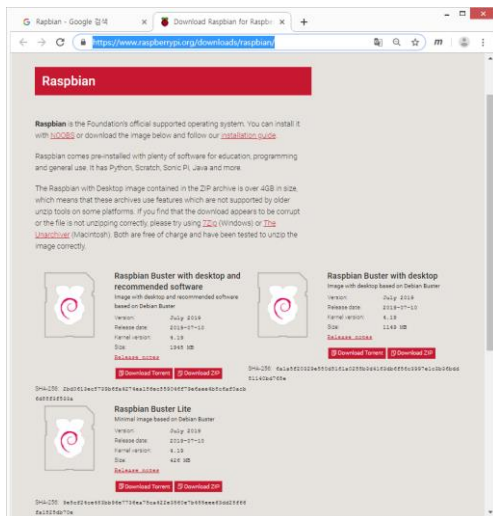 Rapbian - Google 검색
Download Raspbian for Raspbe
https://www.raspberrypi.org/downloads/raspbian/
Raspbian
Raspbian is the Foundation's official supported operating system. You can install it
with NOOBS or download the image below and follow our installation guide.
Raspbian comes pre-installed with plenty of software for education, programming
and general use. It has Python, Scratch, Sonic Pi, Java and more.
The Raspbian with Desktop image contained in the ZIP archive is over 4GB in size,
which means that these archives use features which are not supported by older
unzip tools on some platforms. If you find that the download appears to be corrupt
or the file is not unzipping correctly, please try using 7Zip (Windows) or The
Unarchiver (Macintosh). Both are free of charge and have been tested to unzip the
image correctly.
Raspbian Buster with desktop and
recommended software
Image with desktop and recommended software
based on Debian Buster
Version: July 2019
Release date: 2019-07-10
Kernel version: 4.19
Size:
Release notes
Download Torrent Download ZIP
SHA-256:
Raspbian Buster with desktop
Image with desktop based on Debian Buster
Version: July 2019
Release date: 2019-07-10
Kernel version: 4.19
Size: 1149 MB
Release notes
Download Torrent Download ZIP
SHA-256:
Raspbian Buster Lite
Minimal image based on Debian Buster
Version: July 2019
Release date: 2019-07-10
Kernel version: 4.19
Size: 426 MB
Release notes
Download Torrent Download ZIP
SHA-256: